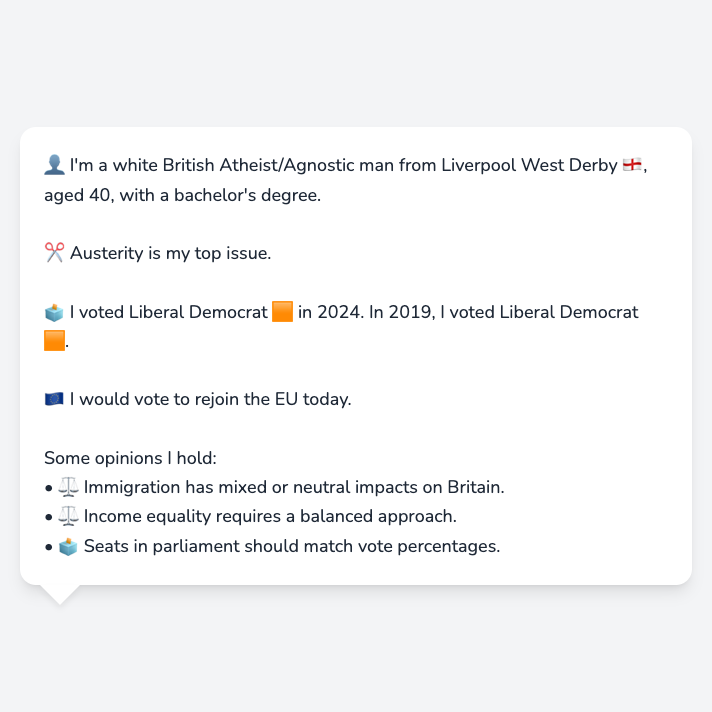 👤 I'm a white British Atheist/Agnostic man from Liverpool West Derby 🏴󠁧󠁢󠁥󠁮󠁧󠁿,
aged 40, with a bachelor's degree.
✂️ Austerity is my top issue.
🗳️ I voted Liberal Democrat 🟧 in 2024. In 2019, I voted Liberal Democrat
🟧.
🇪🇺 I would vote to rejoin the EU today.
Some opinions I hold:
• ⚖️ Immigration has mixed or neutral impacts on Britain.
• ⚖️ Income equality requires a balanced approach.
• 🗳️ Seats in parliament should match vote percentages.